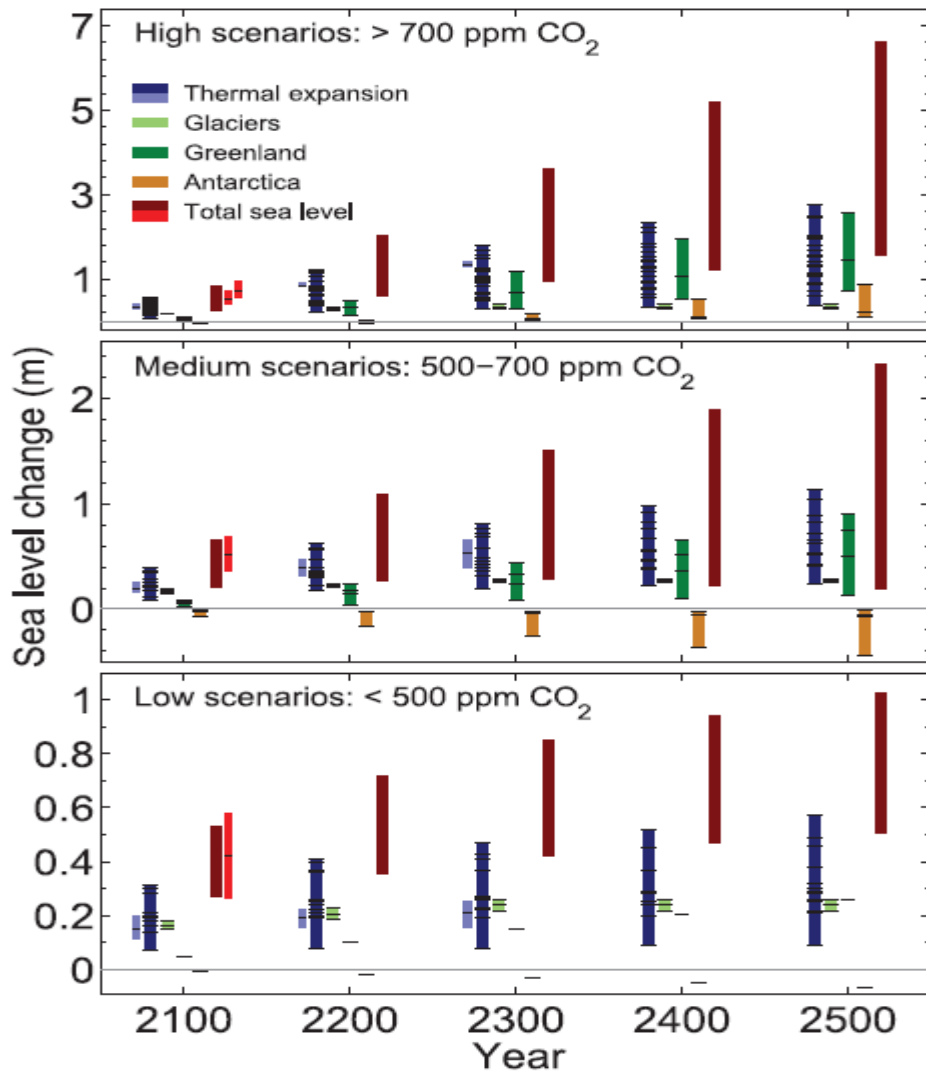 High scenarios: > 700 ppm CO2
Thermal expansion
Glaciers
Greenland
Antarctica
Total sea level
7
5
3
1
Sea level change (m)
Medium scenarios: 500–700 ppm CO2
2
1
0
Low scenarios: < 500 ppm CO2
1
0.8
0.6
0.4
0.2
0
2100 2200 2300 2400 2500
Year